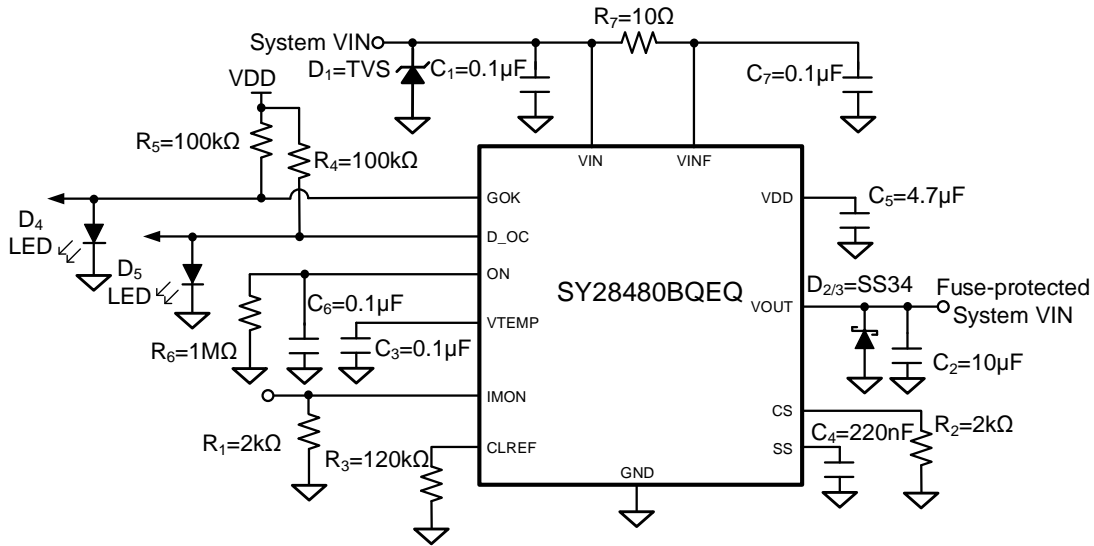 R7=10Ω
System VIN
D1=TVS
C1=0.1µF
C7=0.1µF
VDD
R5=100kΩ
R4=100kΩ
VIN
VINF
GOK
VDD
C5=4.7µF
D4
LED
D_OC
D5
LED
ON
SY28480BQEQ
D2/3=SS34
Fuse-protected
System VIN
C6=0.1µF
VOUT
VTEMP
R6=1MΩ
C3=0.1µF
C2=10µF
IMON
CS
R1=2kΩ
C4=220nF
R2=2kΩ
R3=120kΩ
CLREF
SS
GND